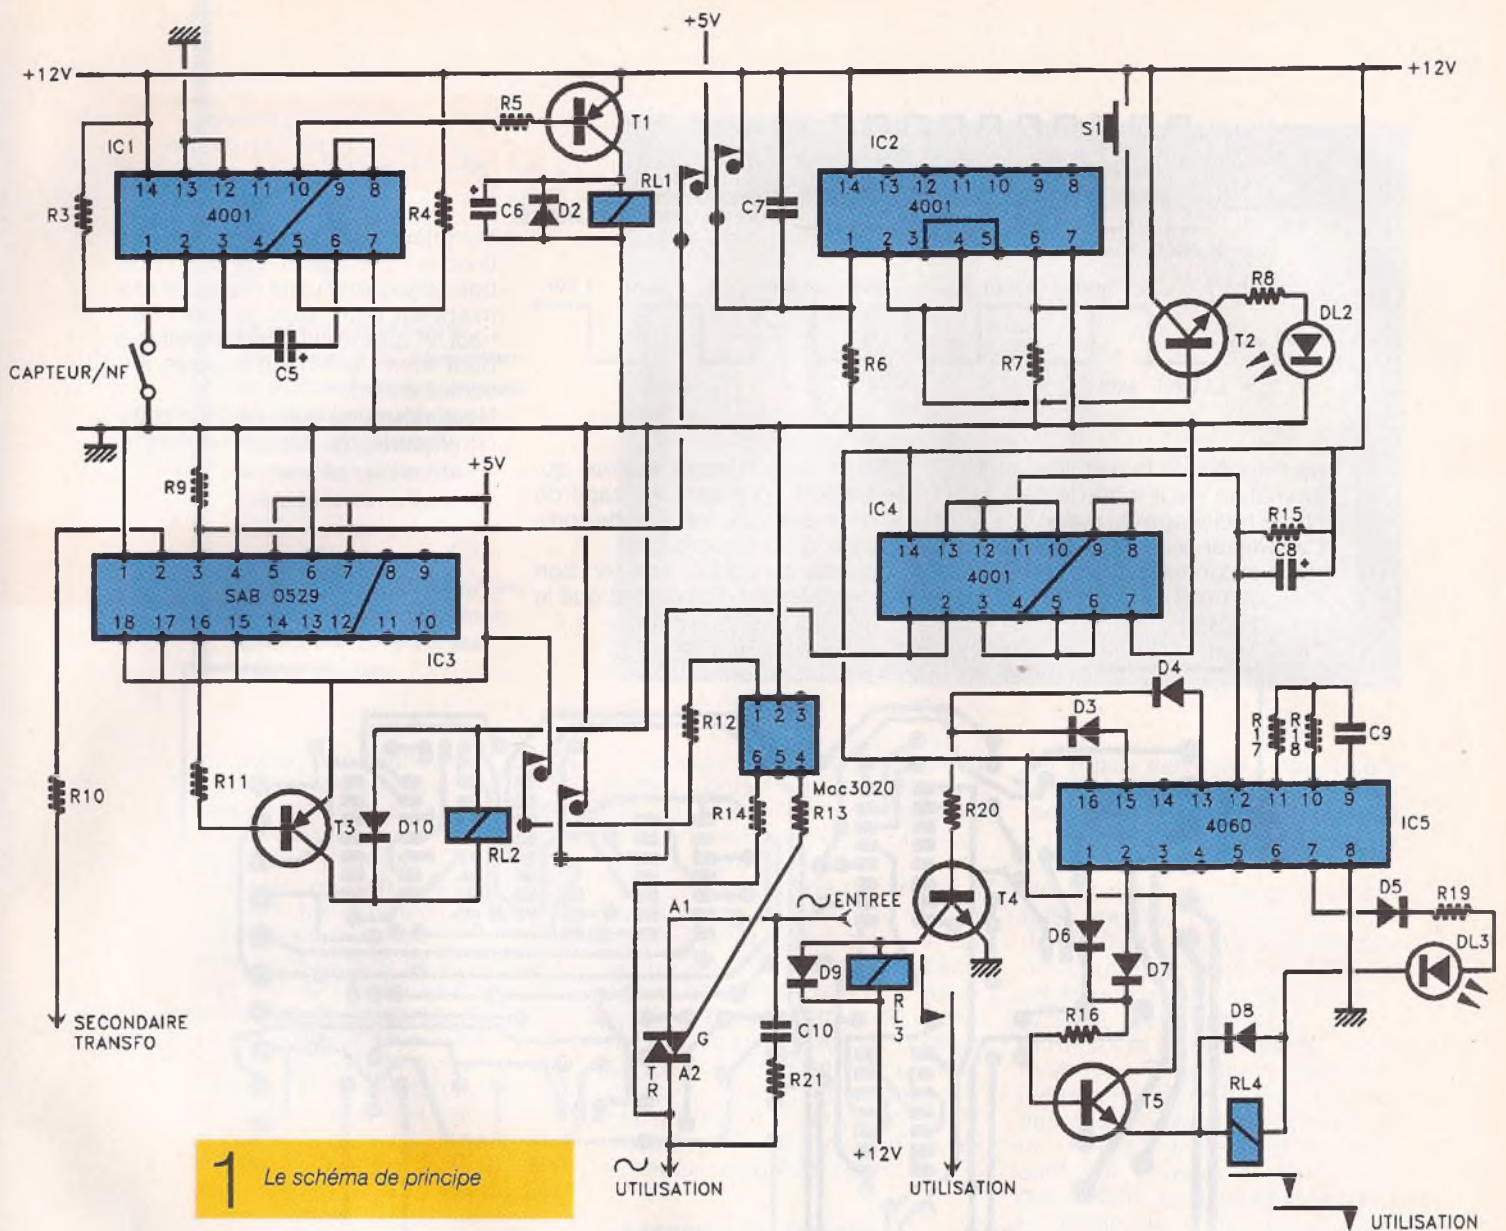 +5V
+12V
+12V
R5
T1
IC1
14 13 12 11 10 9 8
4001
1 2 3 4 5 6 7
R3
R4
C6
D2
RL1
C7
IC2
14 13 12 11 10 9 8
4001
1 2 3 4 5 6 7
S1
R8
DL2
T2
R6
R7
C5
CAPTEUR/NF
+5V
R9
1 2 3 4 5 6 7 8 9
SAB 0529
18 17 16 15 14 13 12 11 10
IC3
IC4
14 13 12 11 10 9 8
4001
1 2 3 4 5 6 7
R15
C8
D4
D3
R12
1 2 3
6 5 4
Moc3020
R14
R13
R17
R18
C9
R10
R11
T3
D10
RL2
R20
16 15 14 13 12 11 10 9
4060
1 2 3 4 5 6 7 8
IC5
A1
~ ENTREE
T4
D5
R19
DL3
D6
D7
D9
RL3
C10
R16
D8
SECONDAIRE
TRANSFO
G
TR
A2
R21
T5
RL4
+12V
1 Le schéma de principe
~
UTILISATION
UTILISATION
UTILISATION